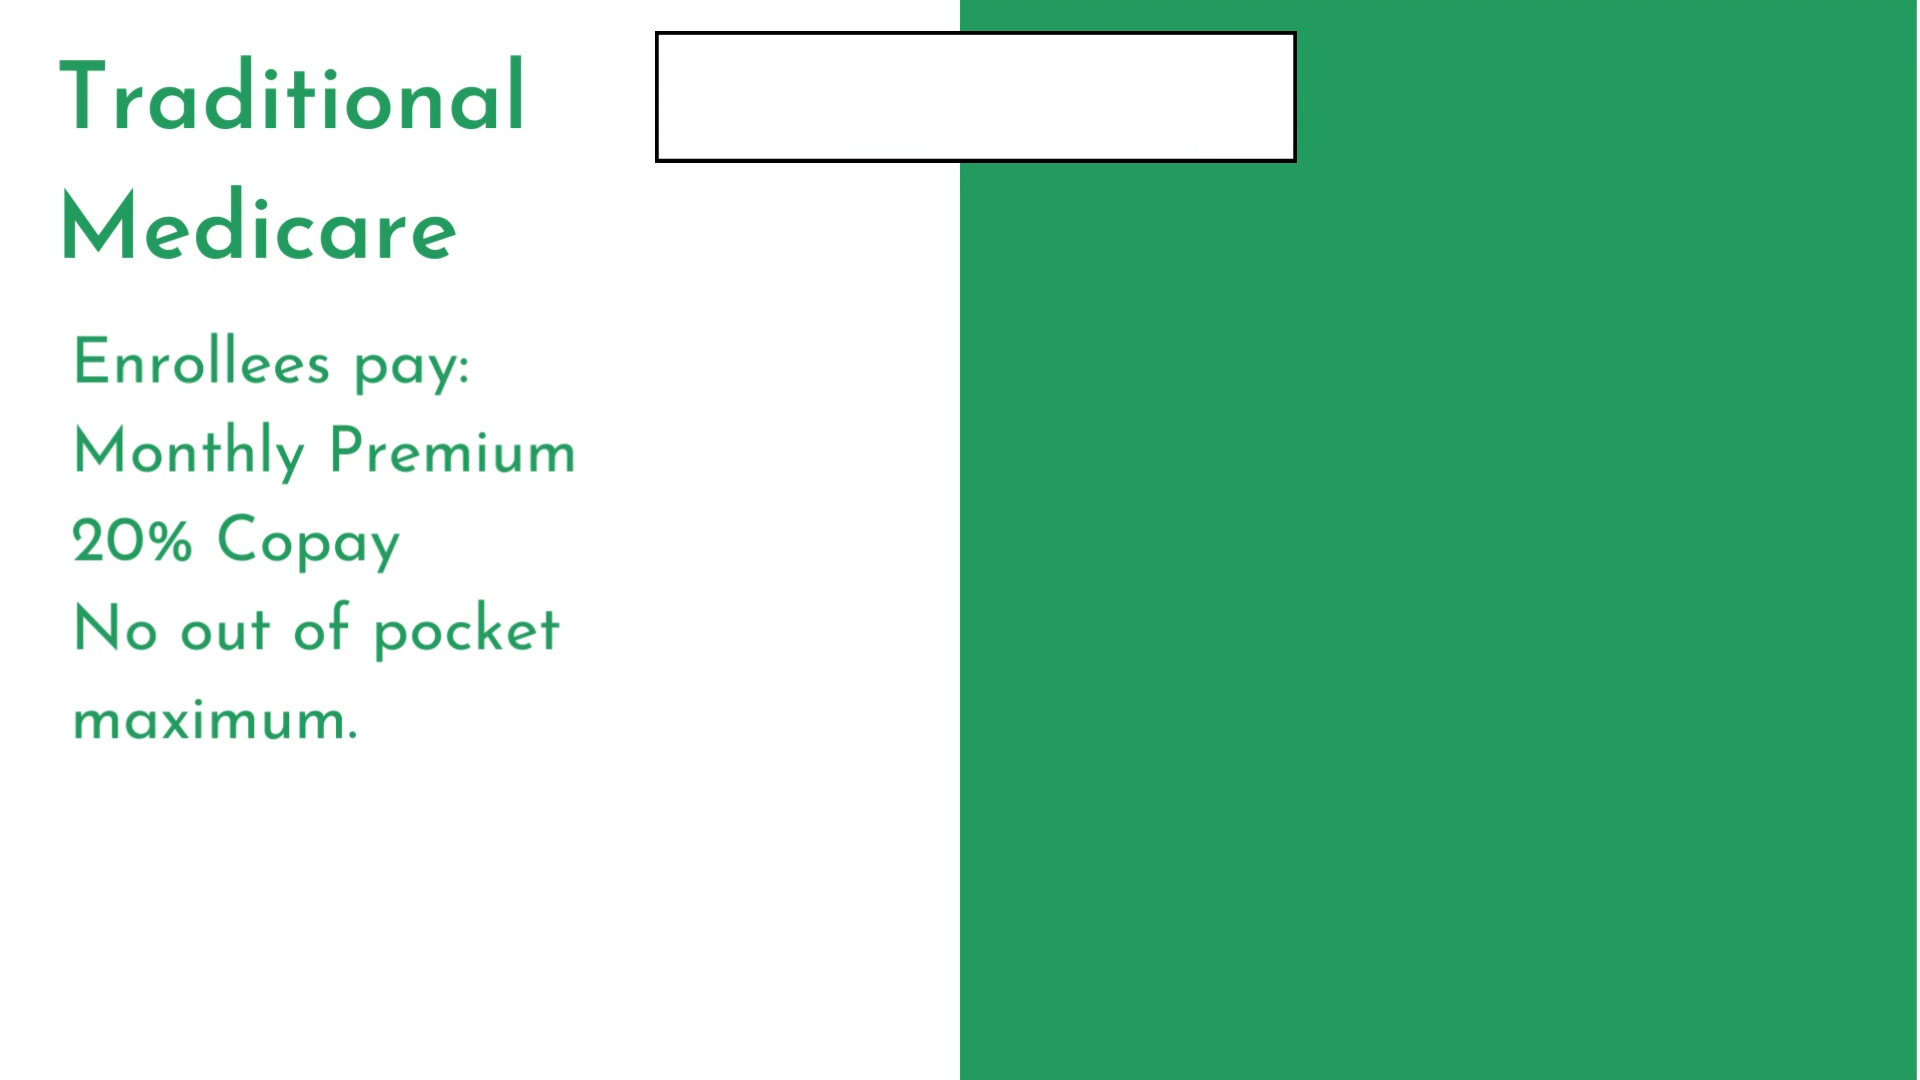 Traditional
Medicare
Enrollees pay:
Monthly Premium
20% Copay
No out of pocket
maximum.